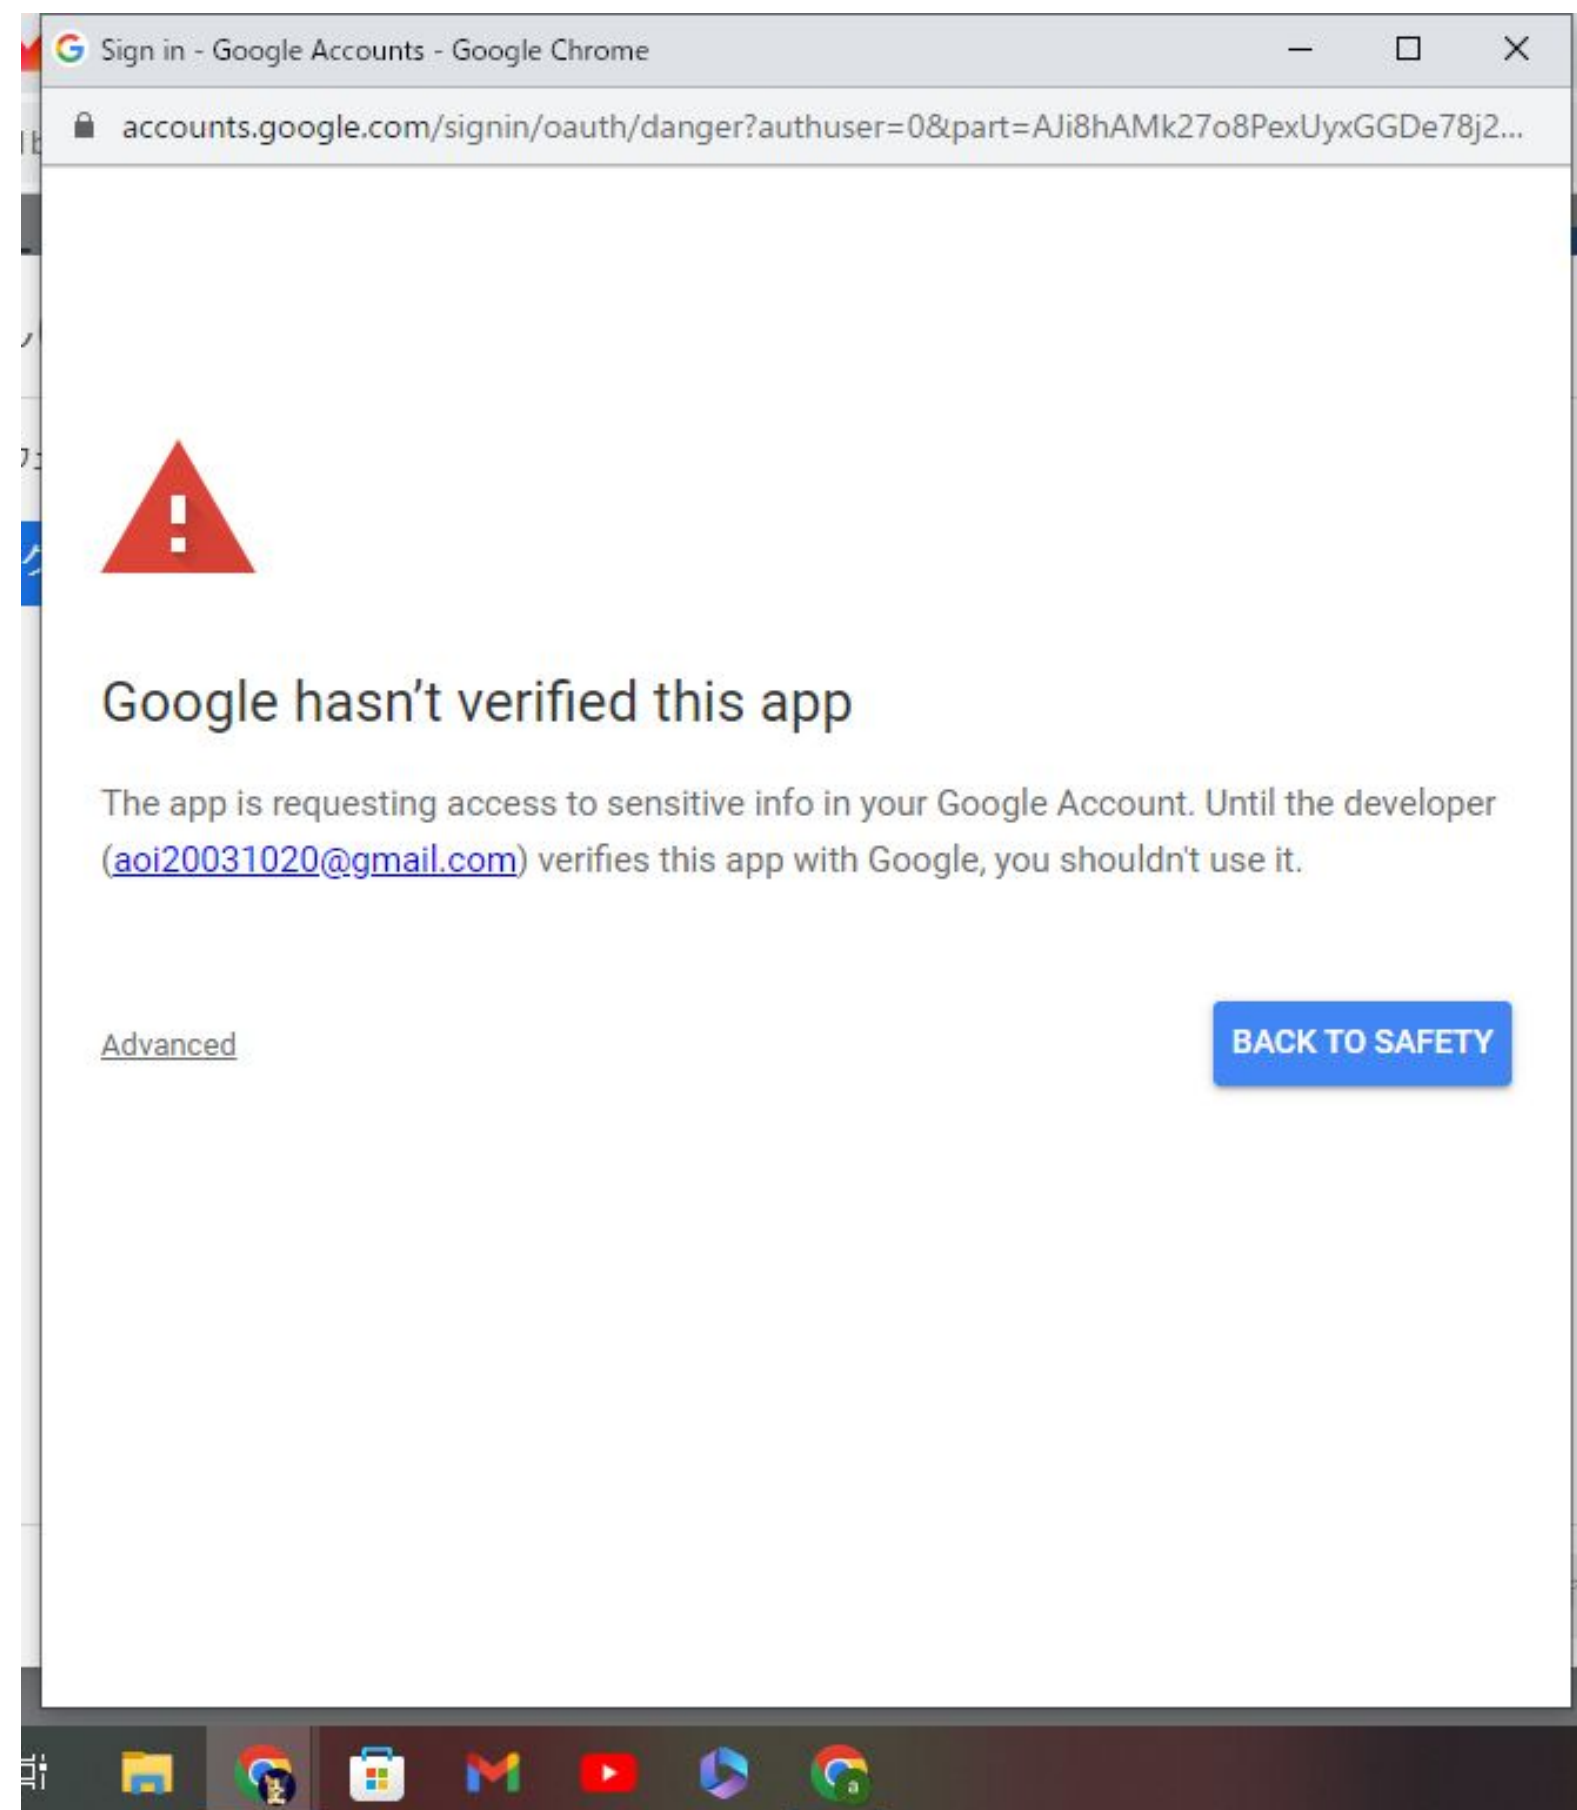 Sign in - Google Accounts - Google Chrome
accounts.google.com/signin/oauth/danger?authuser=0&part=AJi8hAMk27o8PexUyxGGDe78j2...
Google hasn't verified this app
The app is requesting access to sensitive info in your Google Account. Until the developer
(aoi20031020@gmail.com) verifies this app with Google, you shouldn't use it.
Advanced
BACK TO SAFETY
a